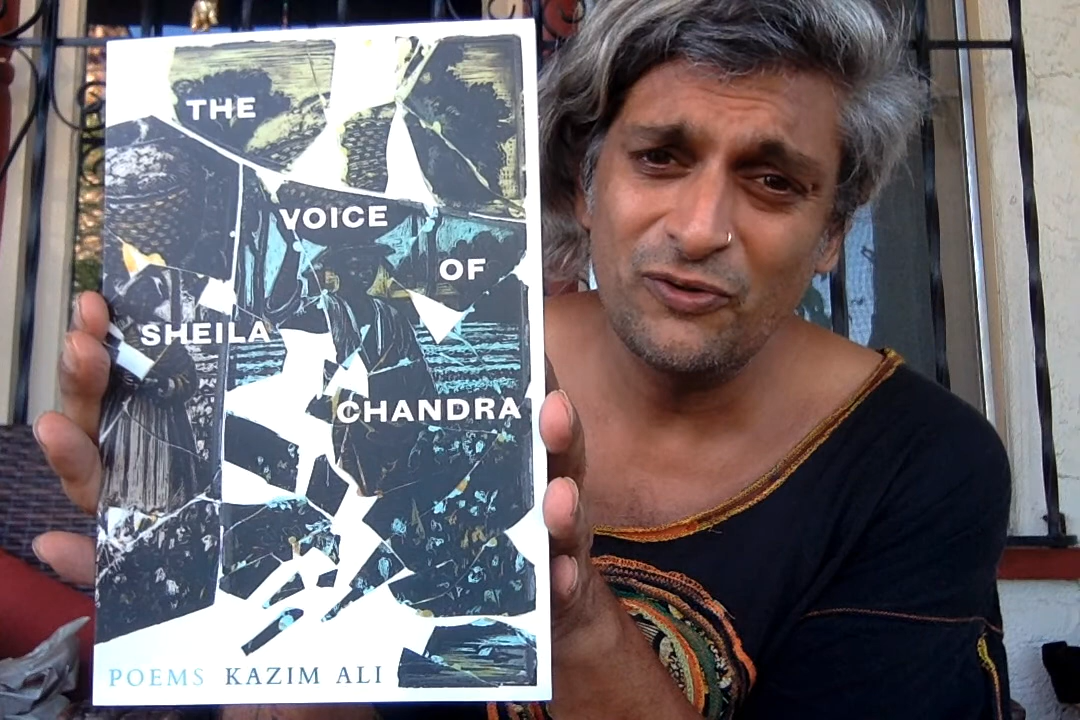 THE
VOICE
OF
SHEILA
CHANDRA
POEMS KAZIM ALI